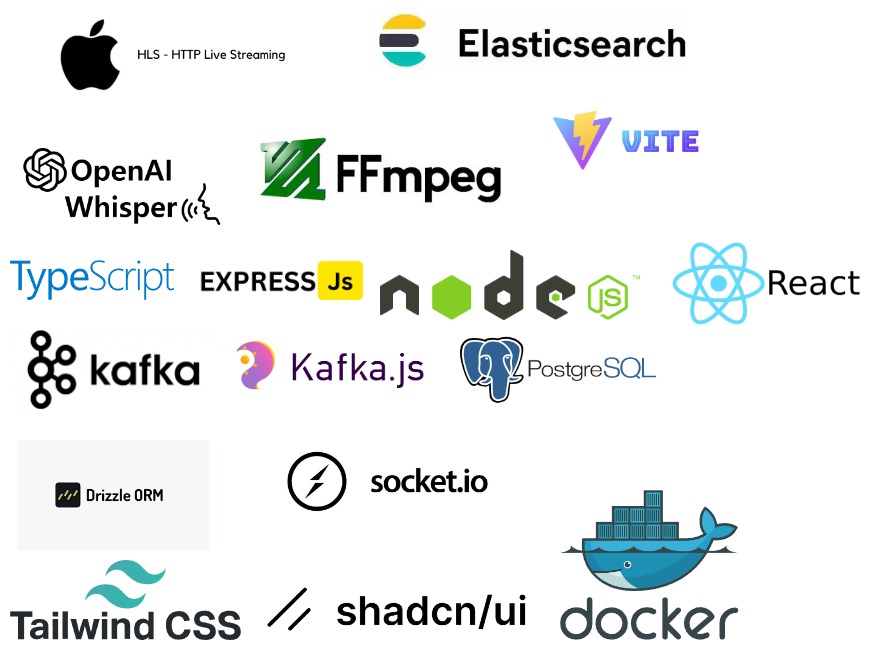 HLS - HTTP Live Streaming
Elasticsearch
VITE
OpenAI
Whisper
FFmpeg
TypeScript
EXPRESS Js
node
JS
™
React
kafka
Kafka.js
PostgreSQL
Drizzle ORM
socket.io
Tailwind CSS
shadcn/ui
docker